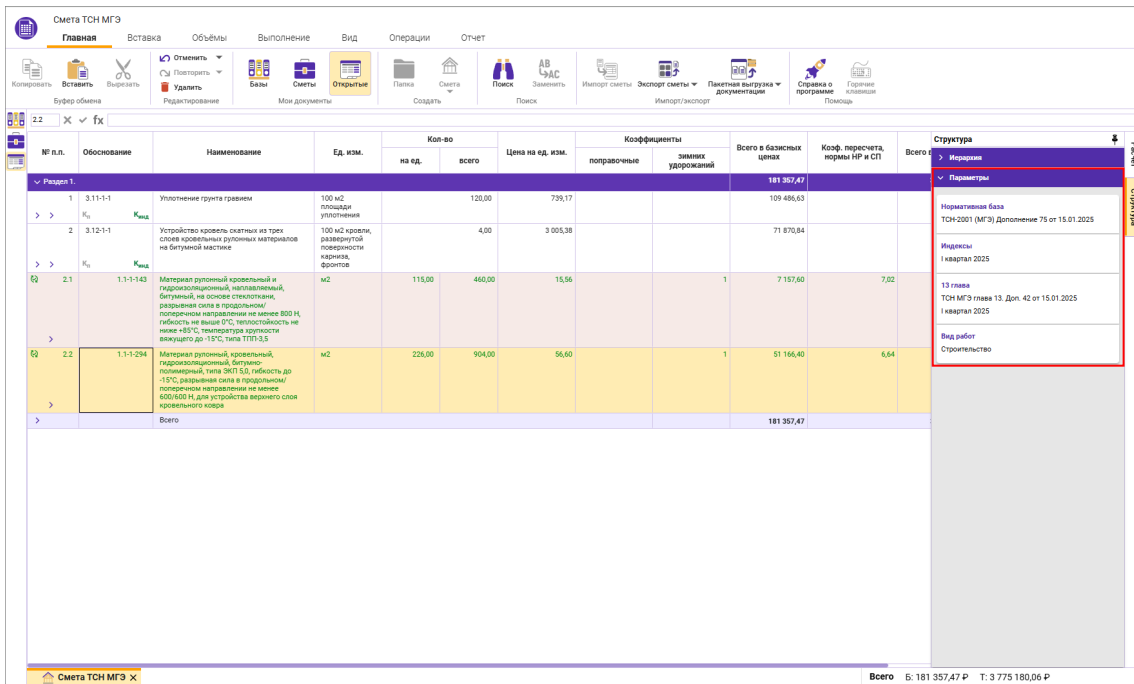 Смета ТСН МГЭ
Главная Вставка Объёмы Выполнение Вид Операции Отчет
Копировать Вставить Вырезать Отменить Повторить Удалить Базы Сметы Открытые Папка Смета Поиск Заменить Импорт сметы Экспорт сметы Пакетная выгрузка документации Справка о программе Горячие клавиши
AB
AC
Буфер обмена Редактирование Мои документы Создать Поиск Импорт/экспорт Помощь
2.2 fx
№ п.п. Обоснование Наименование Ед. изм. Кол-во Цена на ед. изм. Коэффициенты Всего в базисных ценах Коэф. пересчета, нормы НР и СП Всего в
на ед. всего поправочные зимних удорожаний
Раздел 1. 181 357,47
1 3.11-1-1 Уплотнение грунта гравием 100 м2 120,00 739,17 109 486,63
площади
уплотнения
Кп Кинд
2 3.12-1-1 Устройство кровель скатных из трех 100 м2 кровли, 4,00 3 005,38 71 870,84
слоев кровельных рулонных материалов развернутой
на битумной мастике поверхности
карниза,
фронтов
Кп Кинд
2.1 1.1-1-143 Материал рулонный кровельный и м2 115,00 460,00 15,56 1 7 157,60 7,02
гидроизоляционный, наплавляемый,
битумный, на основе стеклоткани,
разрывная сила в продольном/
поперечном направлении не менее 800 Н,
гибкость не выше 0°С, теплостойкость не
ниже +85°С, температура хрупкости
вяжущего до -15°С, типа ТПП-3,5
2.2 1.1-1-294 Материал рулонный, кровельный, м2 226,00 904,00 56,60 1 51 166,40 6,64
гидроизоляционный, битумно-
полимерный, типа ЭКП 5,0, гибкость до
-15°С, разрывная сила в продольном/
поперечном направлении не менее
600/600 Н, для устройства верхнего слоя
кровельного ковра
Всего 181 357,47
Структура
Иерархия
Параметры
Нормативная база
ТСН-2001 (МГЭ) Дополнение 75 от 15.01.2025
Индексы
I квартал 2025
13 глава
ТСН МГЭ глава 13. Доп. 42 от 15.01.2025
I квартал 2025
Вид работ
Строительство
Структура
Смета ТСН МГЭ
Всего Б: 181 357,47 ₽ Т: 3 775 180,06 ₽